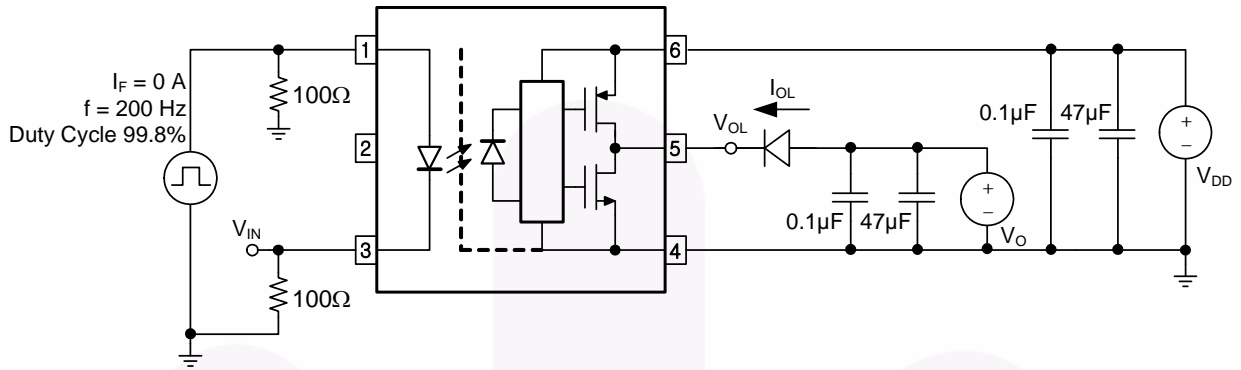 I_F = 0 A
f = 200 Hz
Duty Cycle 99.8%
100Ω
V_IN
100Ω
1
2
3
6
5
4
V_OL
I_OL
0.1µF
47µF
V_O
0.1µF
47µF
V_DD
+
−
+
−